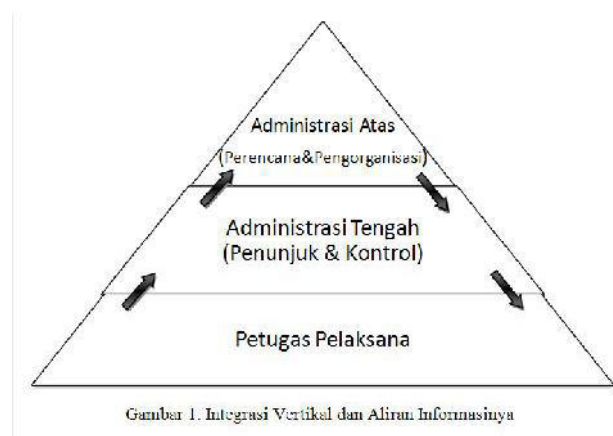 Administrasi Atas
(Perencana&Pengorganisasi)
Administrasi Tengah
(Penunjuk & Kontrol)
Petugas Pelaksana
Gambar 1. Integrasi Vertikal dan Aliran Informasinya